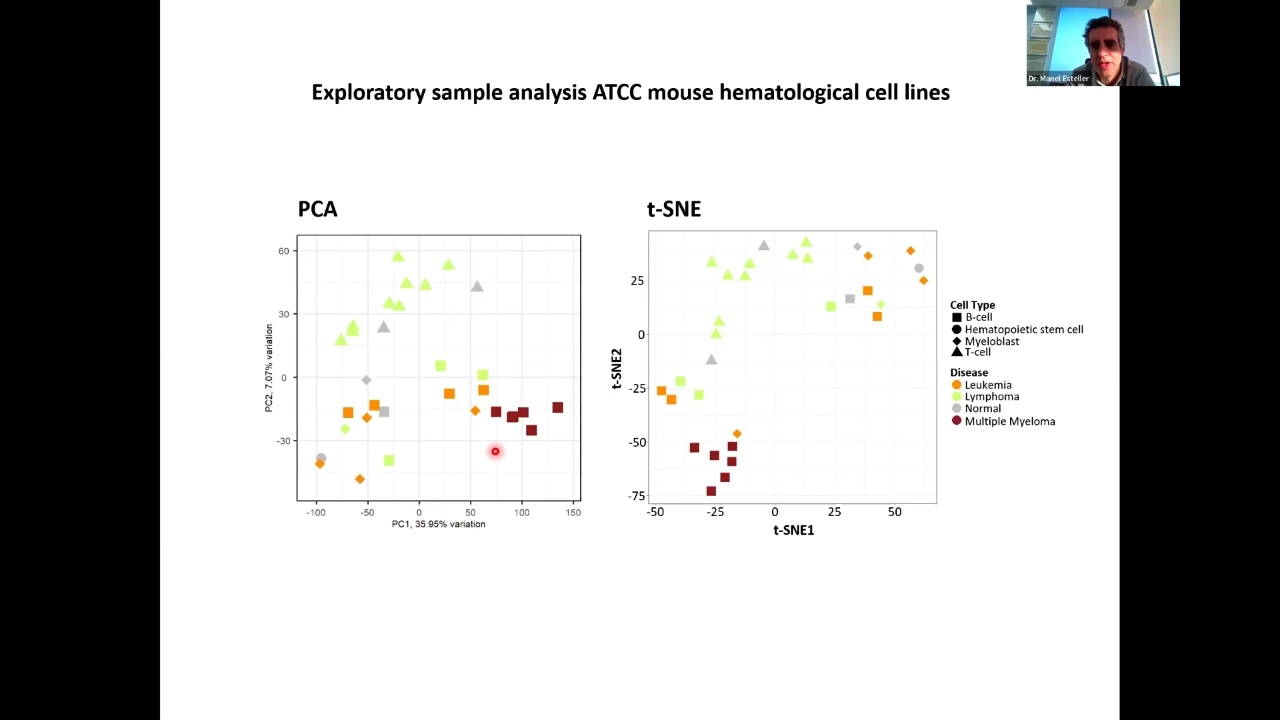 Dr. Manel Esteller
Exploratory sample analysis ATCC mouse hematological cell lines
PCA
60
30
0
-30
PC2, 7.07% variation
-100
-50
0
50
100
150
PC1, 35.95% variation
t-SNE
25
0
-25
-50
-75
t-SNE2
-50
-25
0
25
50
t-SNE1
Cell Type
B-cell
Hematopoietic stem cell
Myeloblast
T-cell
Disease
Leukemia
Lymphoma
Normal
Multiple Myeloma